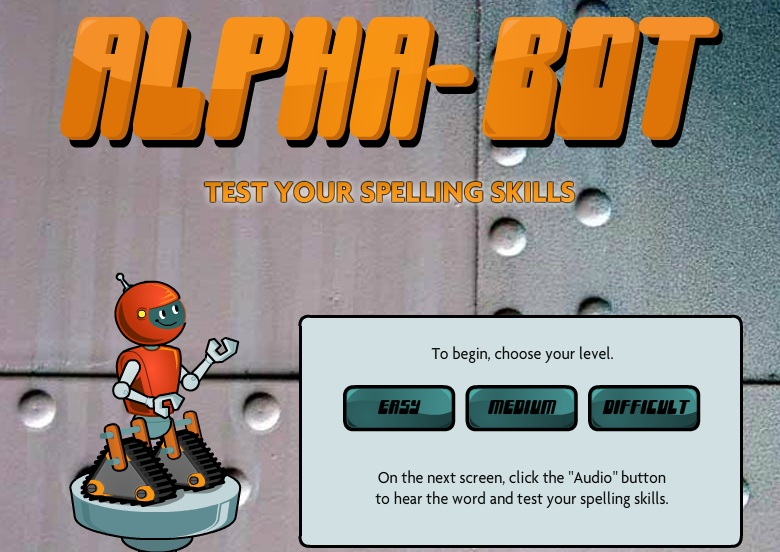 ALPHA-BOT
TEST YOUR SPELLING SKILLS
To begin, choose your level.
EASY MEDIUM DIFFICULT
On the next screen, click the "Audio" button
to hear the word and test your spelling skills.